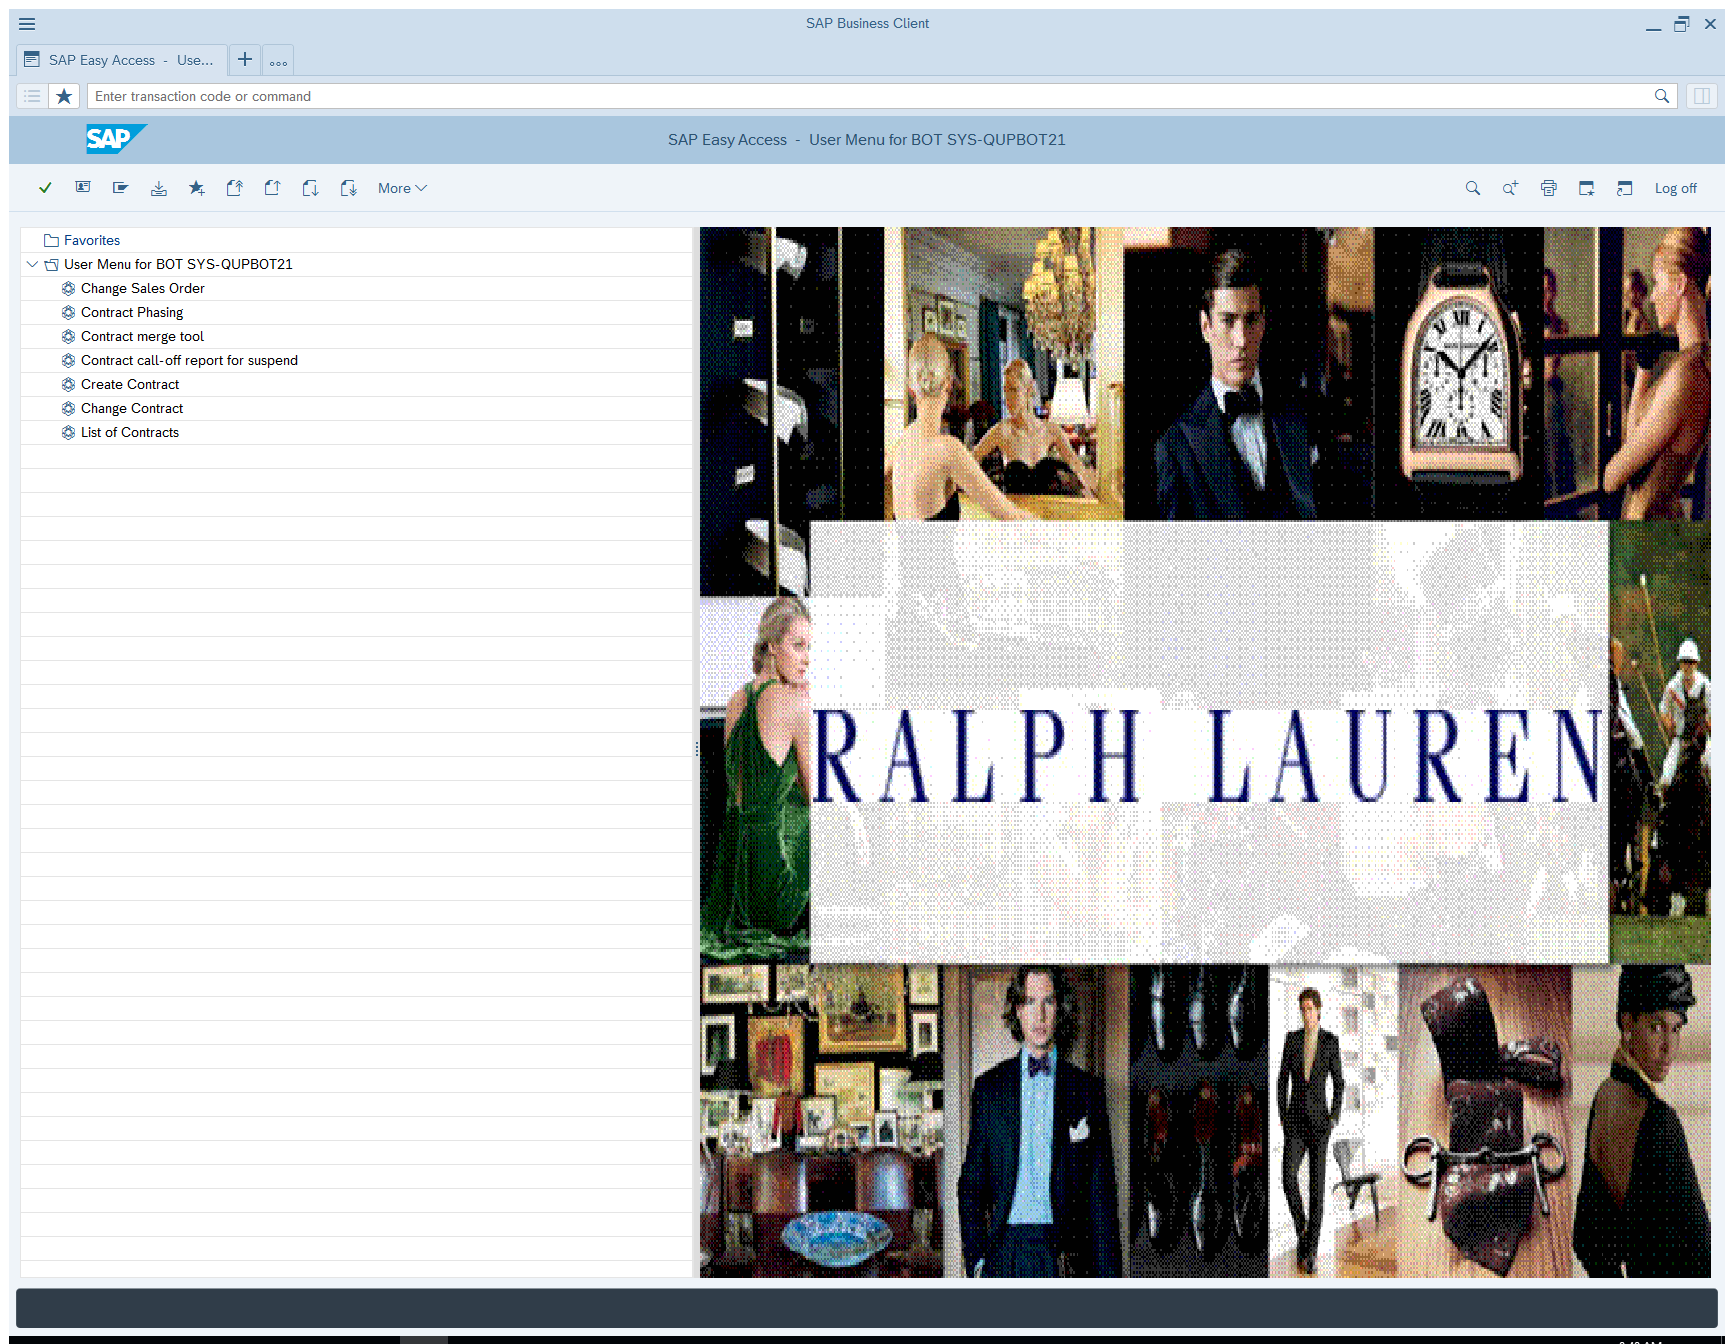 SAP Business Client
SAP Easy Access - Use...
Enter transaction code or command
SAP
SAP Easy Access - User Menu for BOT SYS-QUPBOT21
More
Log off
Favorites
User Menu for BOT SYS-QUPBOT21
Change Sales Order
Contract Phasing
Contract merge tool
Contract call-off report for suspend
Create Contract
Change Contract
List of Contracts
RALPH LAUREN